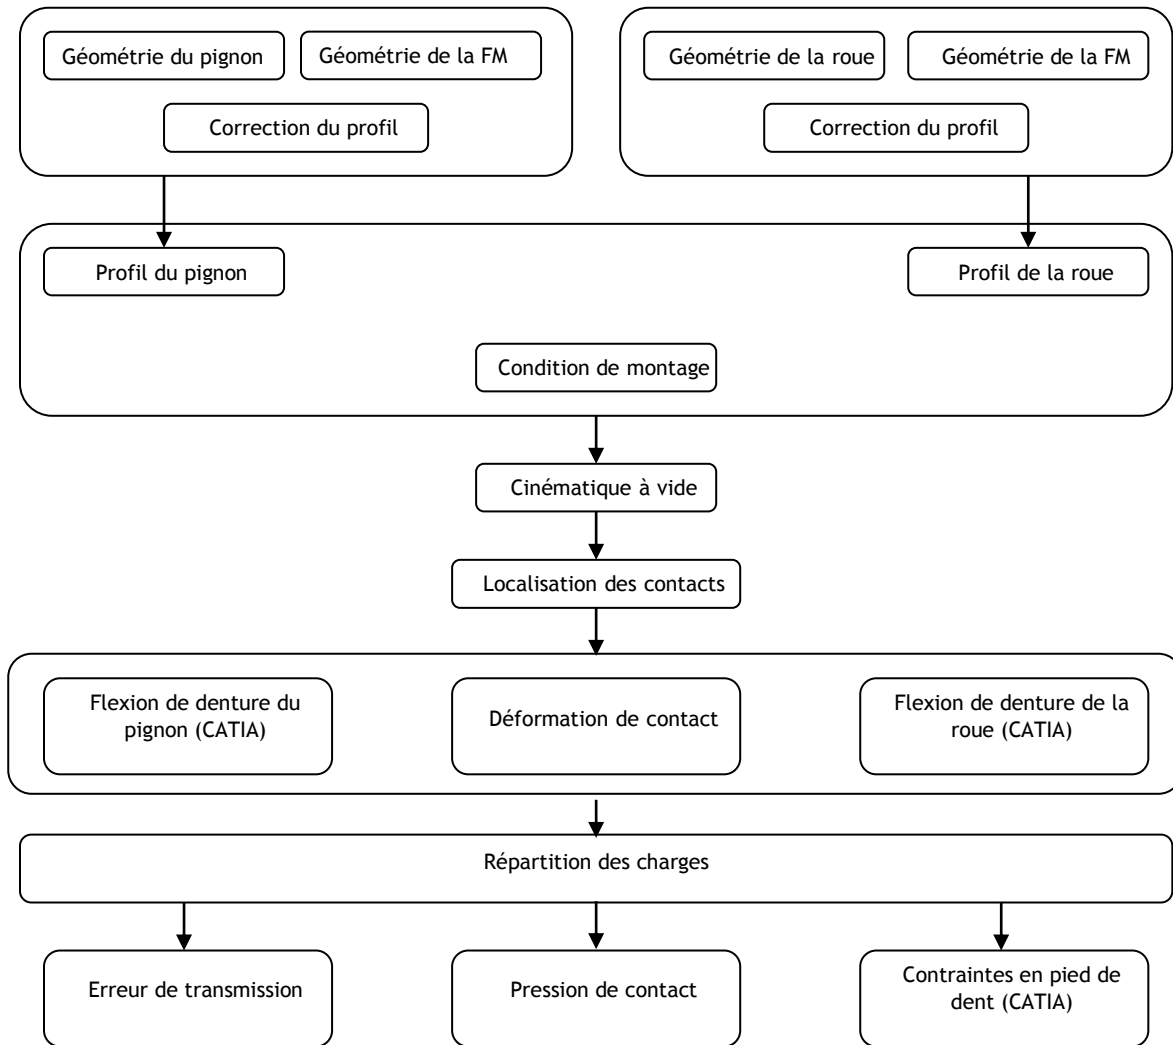 Géométrie du pignon
Géométrie de la FM
Correction du profil
Géométrie de la roue
Géométrie de la FM
Correction du profil
Profil du pignon
Profil de la roue
Condition de montage
Cinématique à vide
Localisation des contacts
Flexion de denture du
pignon (CATIA)
Déformation de contact
Flexion de denture de la
roue (CATIA)
Répartition des charges
Erreur de transmission
Pression de contact
Contraintes en pied de
dent (CATIA)